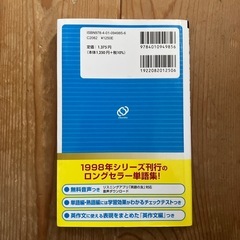 ISBN978-4-01-094985-6
C2082 ¥1250E
定価：1,375円
(本体1,250円+税10%)
9784010949856
1922082012506
1998年シリーズ刊行の
ロングセラー単語集！
無料音声つき
リスニングアプリ「英語の友」対応
音声ダウンロード
単語編・熟語編には学習効果がわかるチェックテストつき
英作文に使える表現をまとめた「英作文編」つき